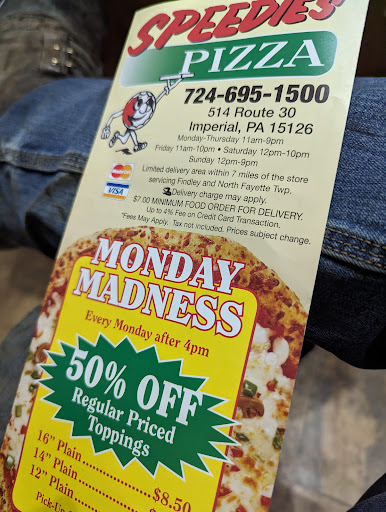 SPEEDIES
PIZZA
724-695-1500
514 Route 30
Imperial, PA 15126
Monday-Thursday 11am-9pm
Friday 11am-10pm • Saturday 12pm-10pm
Sunday 12pm-9pm
Limited delivery area within 7 miles of the store
servicing Findley and North Fayette Twp.
Delivery charge may apply.
$7.00 MINIMUM FOOD ORDER FOR DELIVERY.
Up to 4% Fee on Credit Card Transaction.
*Fees May Apply. Tax not included. Prices subject change.
MasterCard
VISA
MONDAY
MADNESS
Every Monday after 4pm
50% OFF
Regular Priced
Toppings
16" Plain..................$8.50
14" Plain
12" Plain
Pick-Up